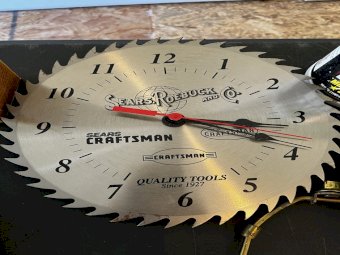 12
11
1
10
2
SEARS, ROEBUCK AND CO.
9
3
SEARS
CRAFTSMAN
CRAFTSMAN
8
4
CRAFTSMAN
7
5
QUALITY TOOLS
Since 1927
6